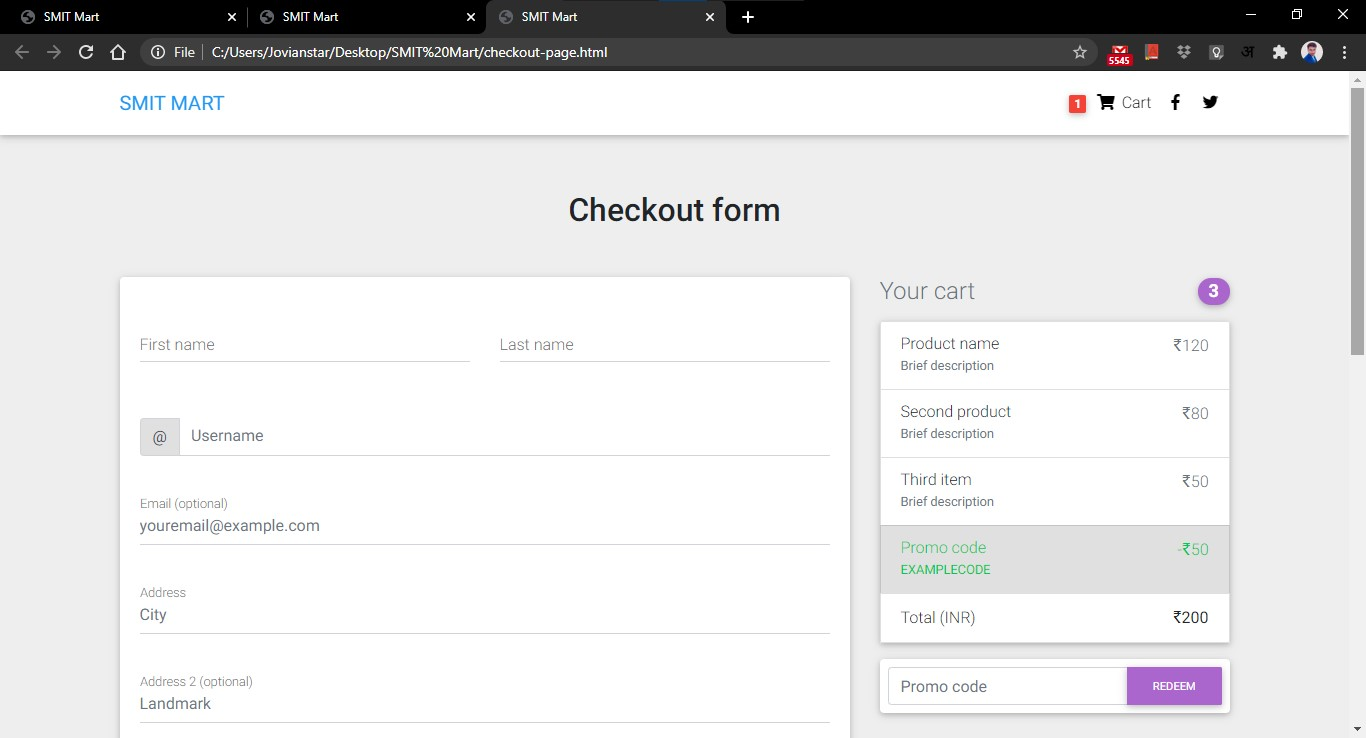 SMIT Mart
SMIT Mart
SMIT Mart
File
C:/Users/Jovianstar/Desktop/SMIT%20Mart/checkout-page.html
5545
अ
SMIT MART
1
Cart
Checkout form
First name
Last name
@
Username
Email (optional)
youremail@example.com
Address
City
Address 2 (optional)
Landmark
Your cart
3
Product name
₹120
Brief description
Second product
₹80
Brief description
Third item
₹50
Brief description
Promo code
-₹50
EXAMPLECODE
Total (INR)
₹200
Promo code
REDEEM